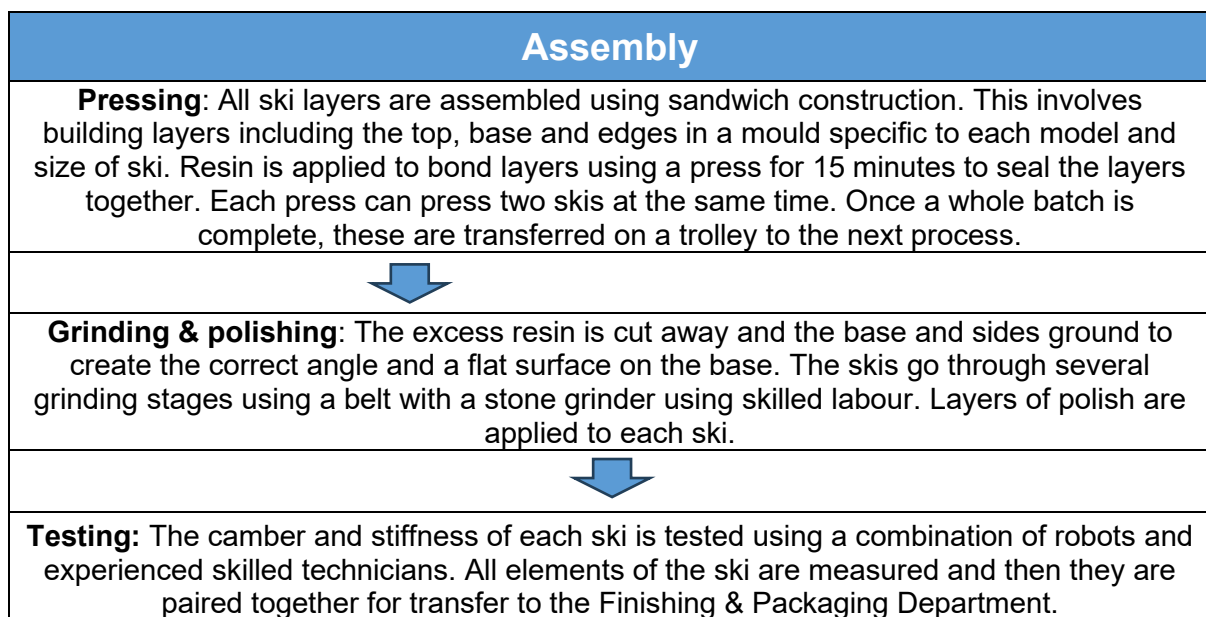 Assembly
Pressing: All ski layers are assembled using sandwich construction. This involves
building layers including the top, base and edges in a mould specific to each model and
size of ski. Resin is applied to bond layers using a press for 15 minutes to seal the layers
together. Each press can press two skis at the same time. Once a whole batch is
complete, these are transferred on a trolley to the next process.
Grinding & polishing: The excess resin is cut away and the base and sides ground to
create the correct angle and a flat surface on the base. The skis go through several
grinding stages using a belt with a stone grinder using skilled labour. Layers of polish are
applied to each ski.
Testing: The camber and stiffness of each ski is tested using a combination of robots and
experienced skilled technicians. All elements of the ski are measured and then they are
paired together for transfer to the Finishing & Packaging Department.